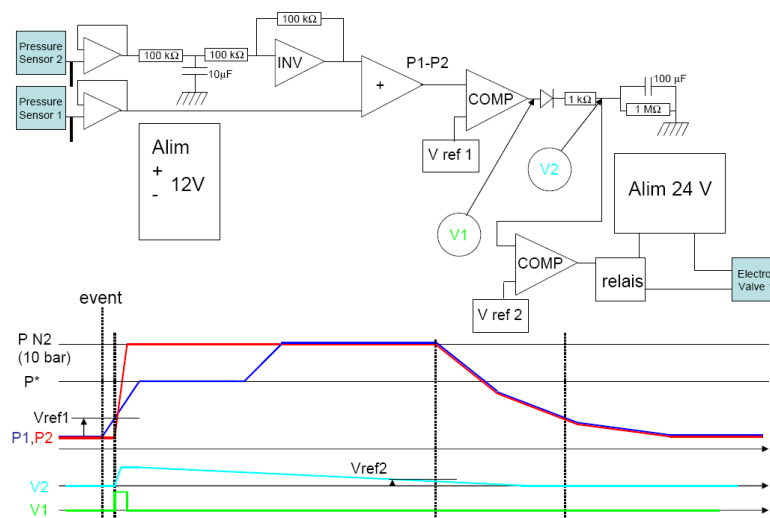 Pressure
Sensor 2
100 kΩ
100 kΩ
100 kΩ
10μF
INV
Pressure
Sensor 1
+
P1-P2
COMP
1 kΩ
100 μF
1 MΩ
V ref 1
V2
V1
Alim
+
12V
-
Alim 24 V
COMP
V ref 2
relais
Electro
Valve
event
P N2
(10 bar)
P*
Vref1
P1,P2
Vref2
V2
V1